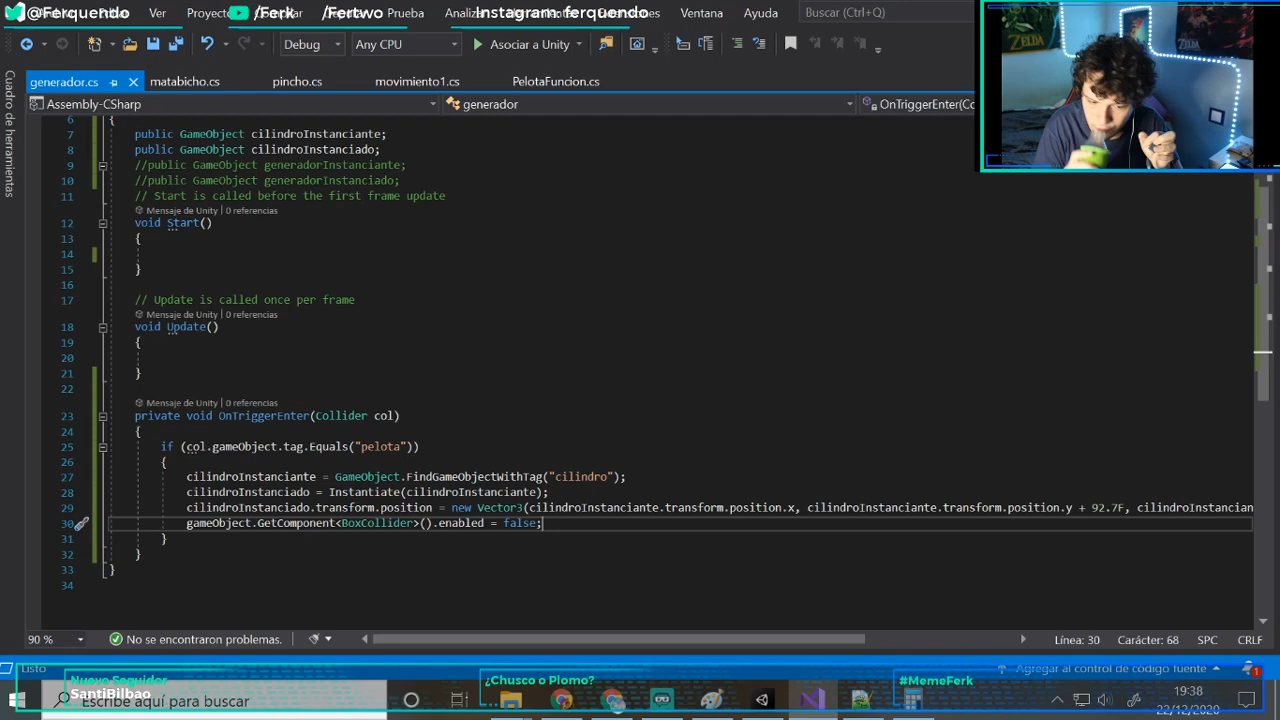 @Ferquendo
/Ferk_
/Fertwo
Instagram: ferquendo
Ver
Prueba
Ventana
Ayuda
Buscar (Ctrl+Q)
Debug
Any CPU
Asociar a Unity
generador.cs
matabicho.cs
pincho.cs
movimiento1.cs
PelotaFuncion.cs
Assembly-CSharp
generador
OnTriggerEnter(Co
Cuadro de herramientas
ZELDA
ZELDA
6 {
7 public GameObject cilindroInstanciante;
8 public GameObject cilindroInstanciado;
9 //public GameObject generadorInstanciante;
10 //public GameObject generadorInstanciado;
11 // Start is called before the first frame update
Mensaje de Unity | 0 referencias
12 void Start()
13 {
14
15 }
16
17 // Update is called once per frame
Mensaje de Unity | 0 referencias
18 void Update()
19 {
20
21 }
22
Mensaje de Unity | 0 referencias
23 private void OnTriggerEnter(Collider col)
24 {
25 if (col.gameObject.tag.Equals("pelota"))
26 {
27 cilindroInstanciante = GameObject.FindGameObjectWithTag("cilindro");
28 cilindroInstanciado = Instantiate(cilindroInstanciante);
29 cilindroInstanciado.transform.position = new Vector3(cilindroInstanciante.transform.position.x, cilindroInstanciante.transform.position.y + 92.7F, cilindroInstancian
30 gameObject.GetComponent<BoxCollider>().enabled = false;
31 }
32 }
33 }
34
90 %
No se encontraron problemas.
Línea: 30
Carácter: 68
SPC
CRLF
Listo
Agregar al control de código fuente
1
Nuevo Seguidor
SantiBilbao
¿Chusco o Plomo?
#MemeFerk
Escribe aquí para buscar
19:38
22/12/2020